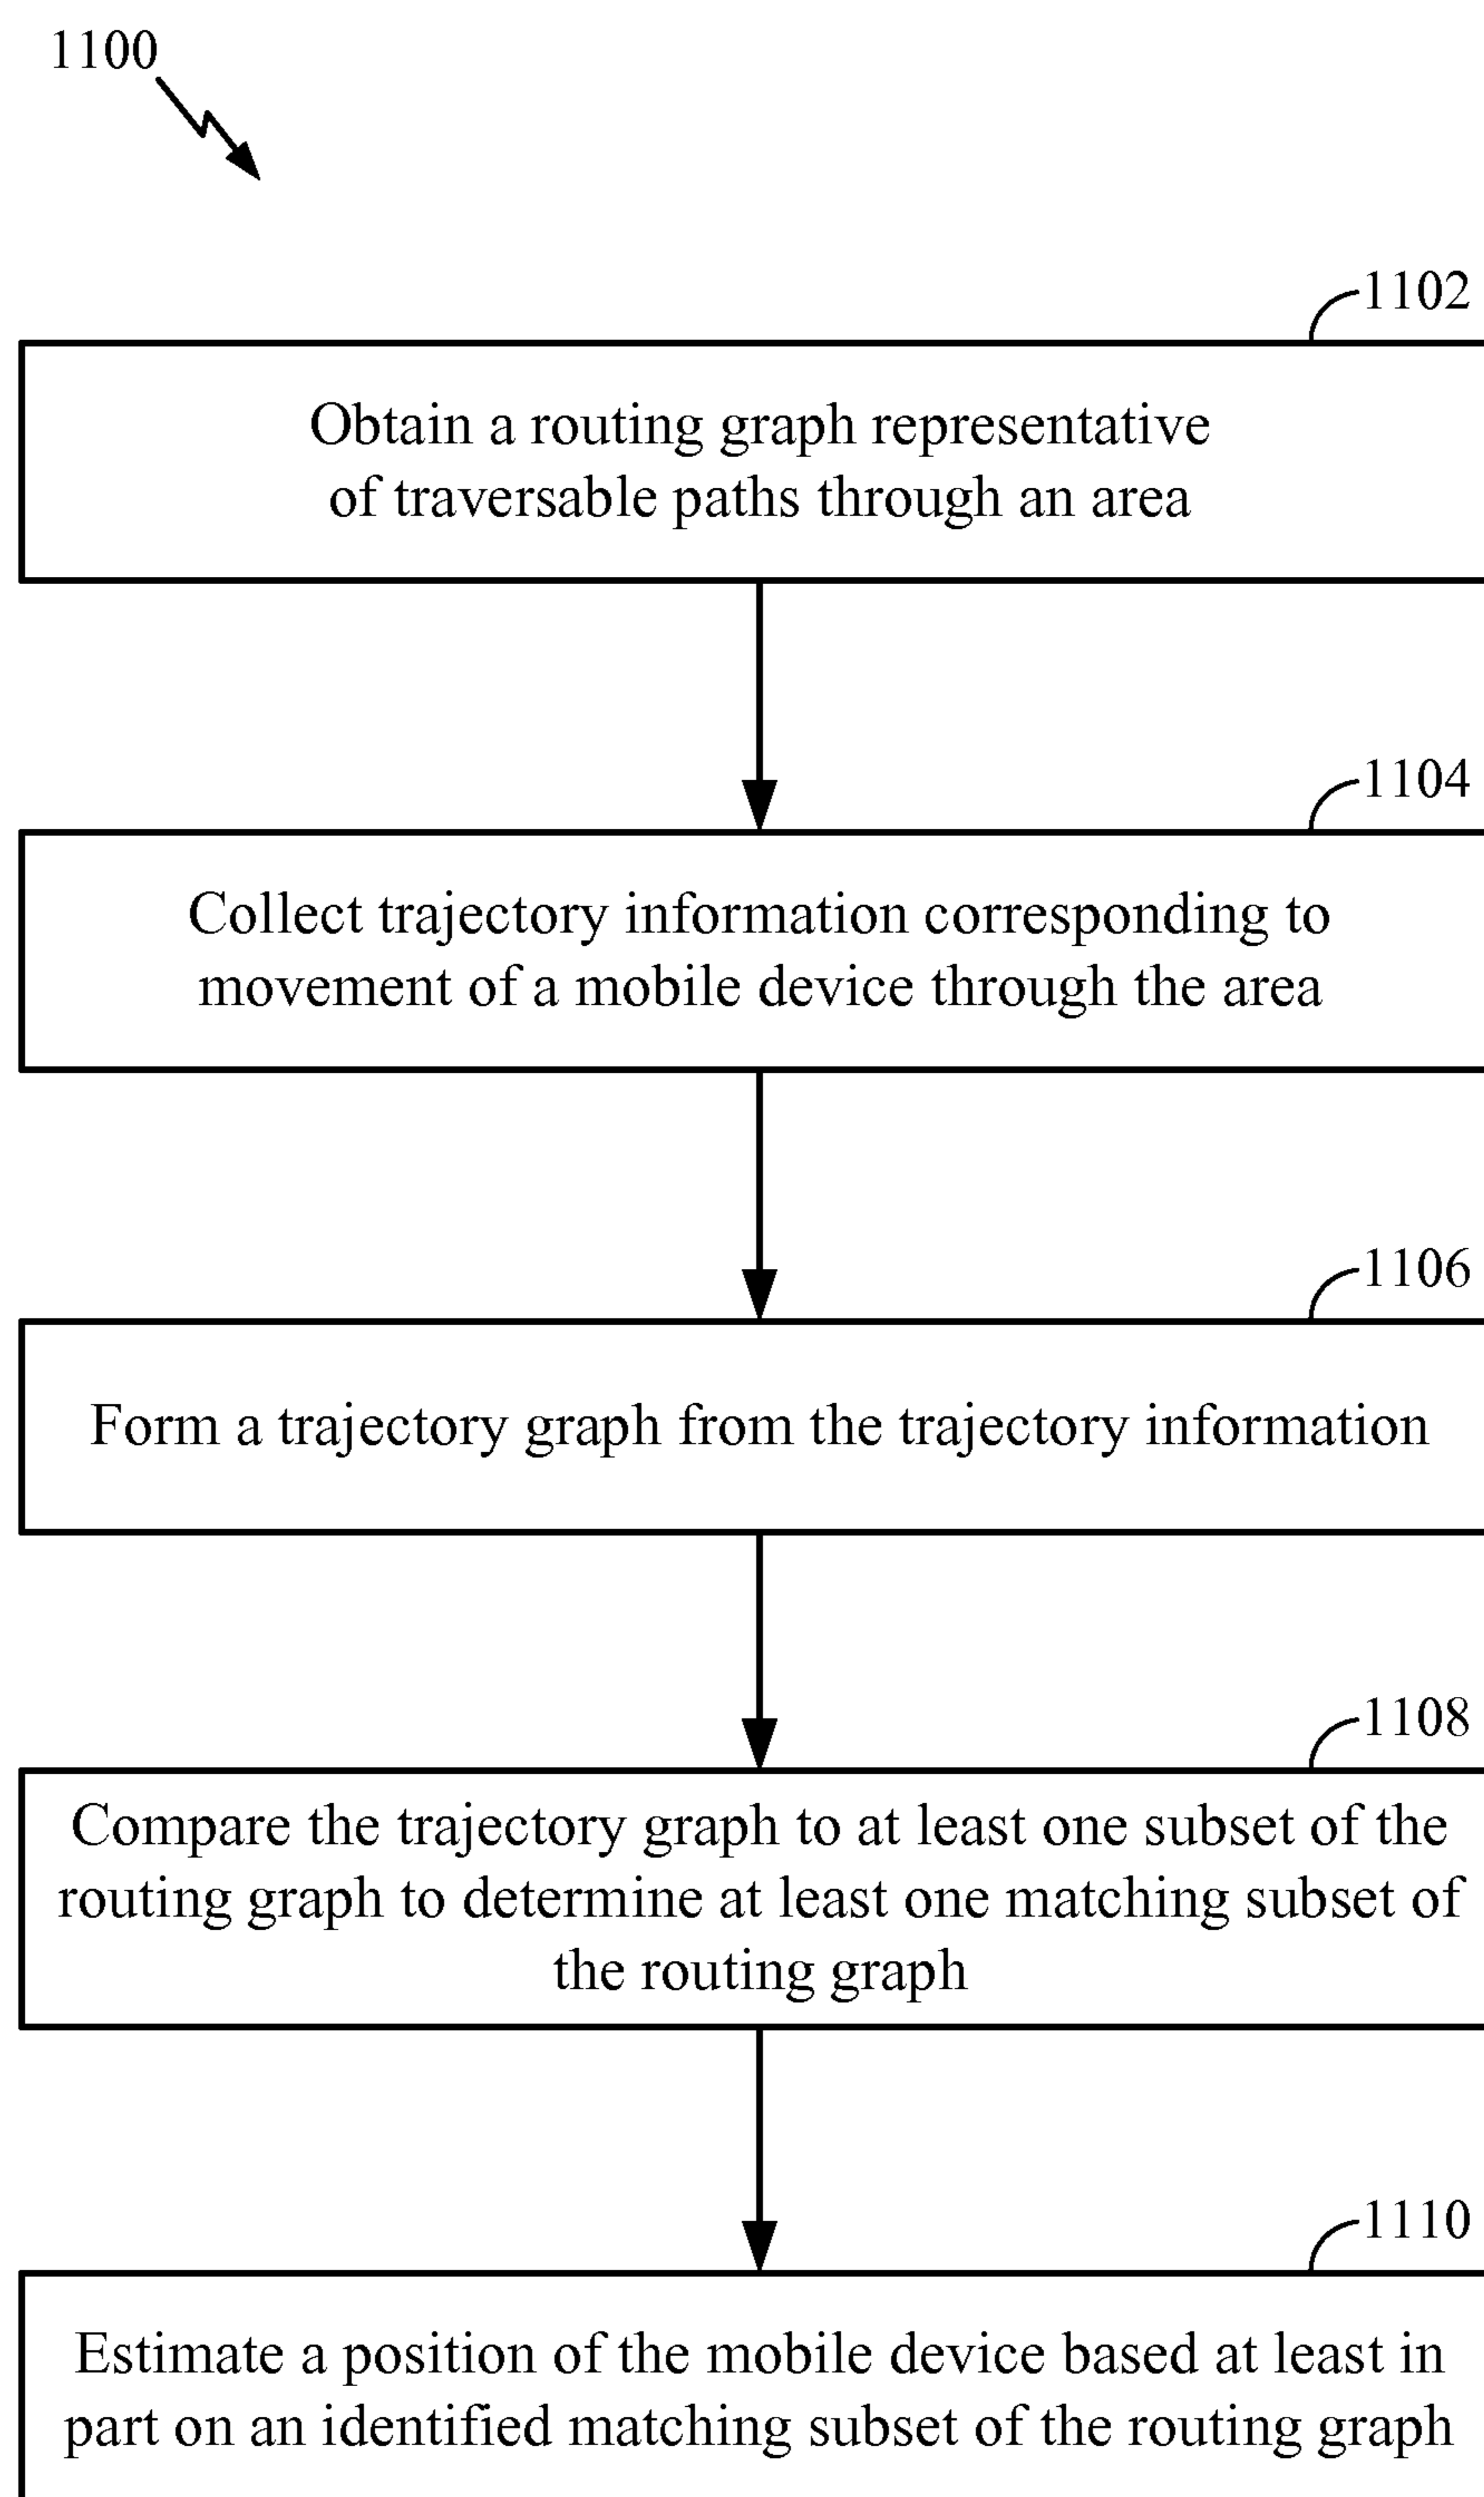 1100
1102
Obtain a routing graph representative
of traversable paths through an area
1104
Collect trajectory information corresponding to
movement of a mobile device through the area
1106
Form a trajectory graph from the trajectory information
1108
Compare the trajectory graph to at least one subset of the
routing graph to determine at least one matching subset of
the routing graph
1110
Estimate a position of the mobile device based at least in
part on an identified matching subset of the routing graph